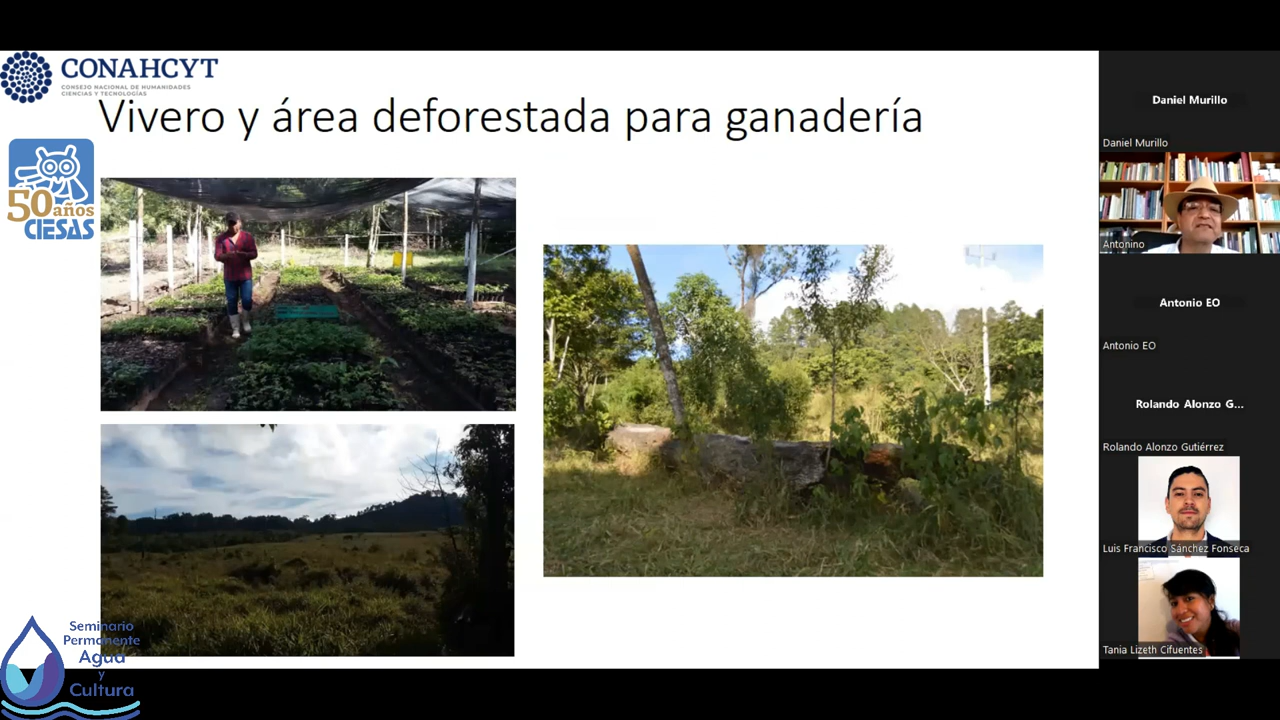 CONAHCYT
CONSEJO NACIONAL DE HUMANIDADES
CIENCIAS Y TECNOLOGÍAS
Vivero y área deforestada para ganadería
50 años
CIESAS
Seminario
Permanente
Agua
y
Cultura
Daniel Murillo
Daniel Murillo
Antonino
Antonio EO
Antonio EO
Rolando Alonzo G...
Rolando Alonzo Gutiérrez
Luis Francisco Sánchez Fonseca
Tania Lizeth Cifuentes